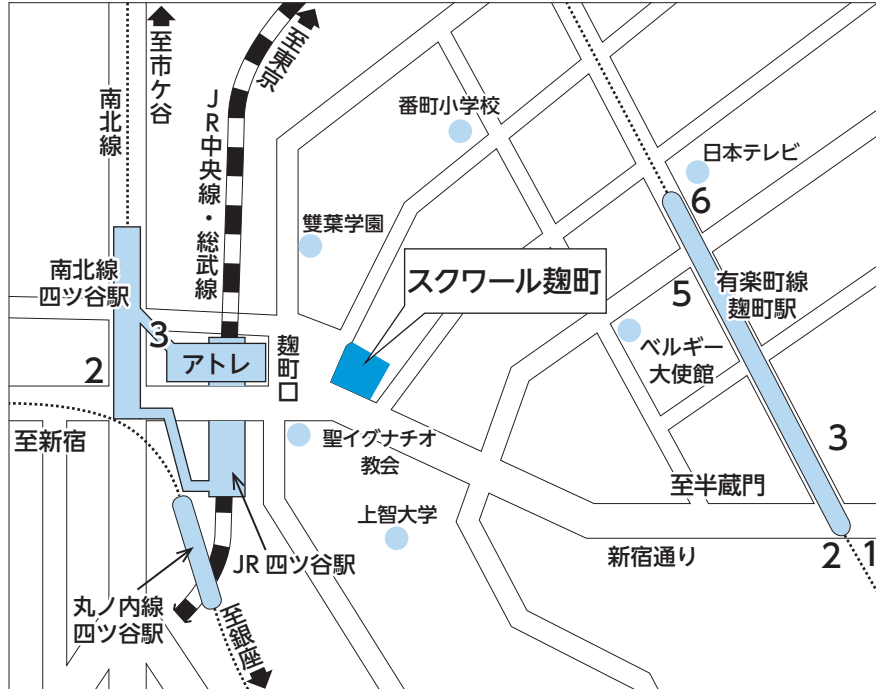 至市ケ谷
至東京
南北線
JR中央線・総武線
番町小学校
日本テレビ
6
雙葉学園
南北線
四ツ谷駅
スクワール麹町
5
有楽町線
麹町駅
3
アトレ
麹町口
2
ベルギー
大使館
至新宿
聖イグナチオ
教会
3
至半蔵門
上智大学
新宿通り
2
1
JR四ツ谷駅
丸ノ内線
四ツ谷駅
至銀座